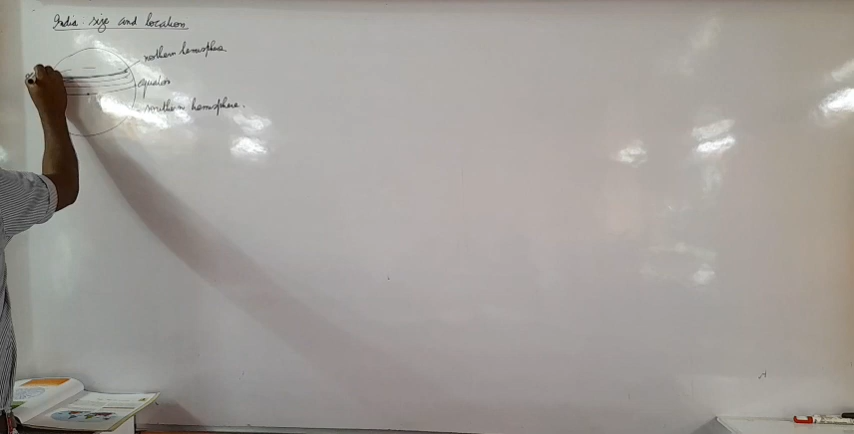 India: size and location
northern hemisphere
equator
southern hemisphere.